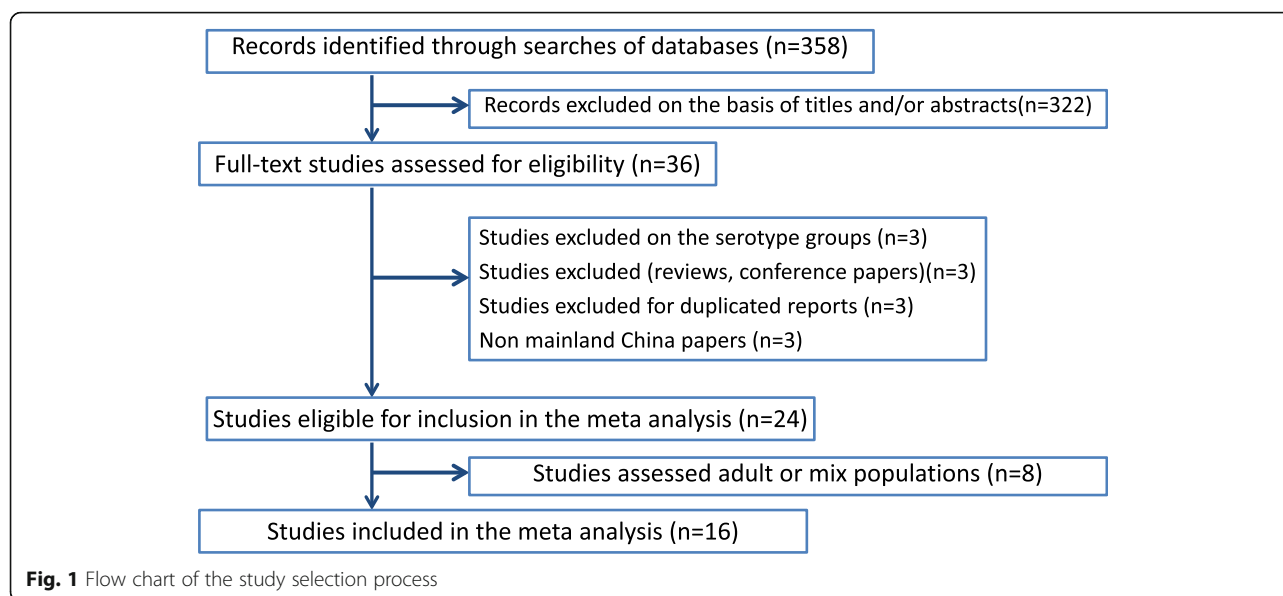 Records identified through searches of databases (n=358)
Records excluded on the basis of titles and/or abstracts(n=322)
Full-text studies assessed for eligibility (n=36)
Studies excluded on the serotype groups (n=3)
Studies excluded (reviews, conference papers)(n=3)
Studies excluded for duplicated reports (n=3)
Non mainland China papers (n=3)
Studies eligible for inclusion in the meta analysis (n=24)
Studies assessed adult or mix populations (n=8)
Studies included in the meta analysis (n=16)
Fig. 1 Flow chart of the study selection process